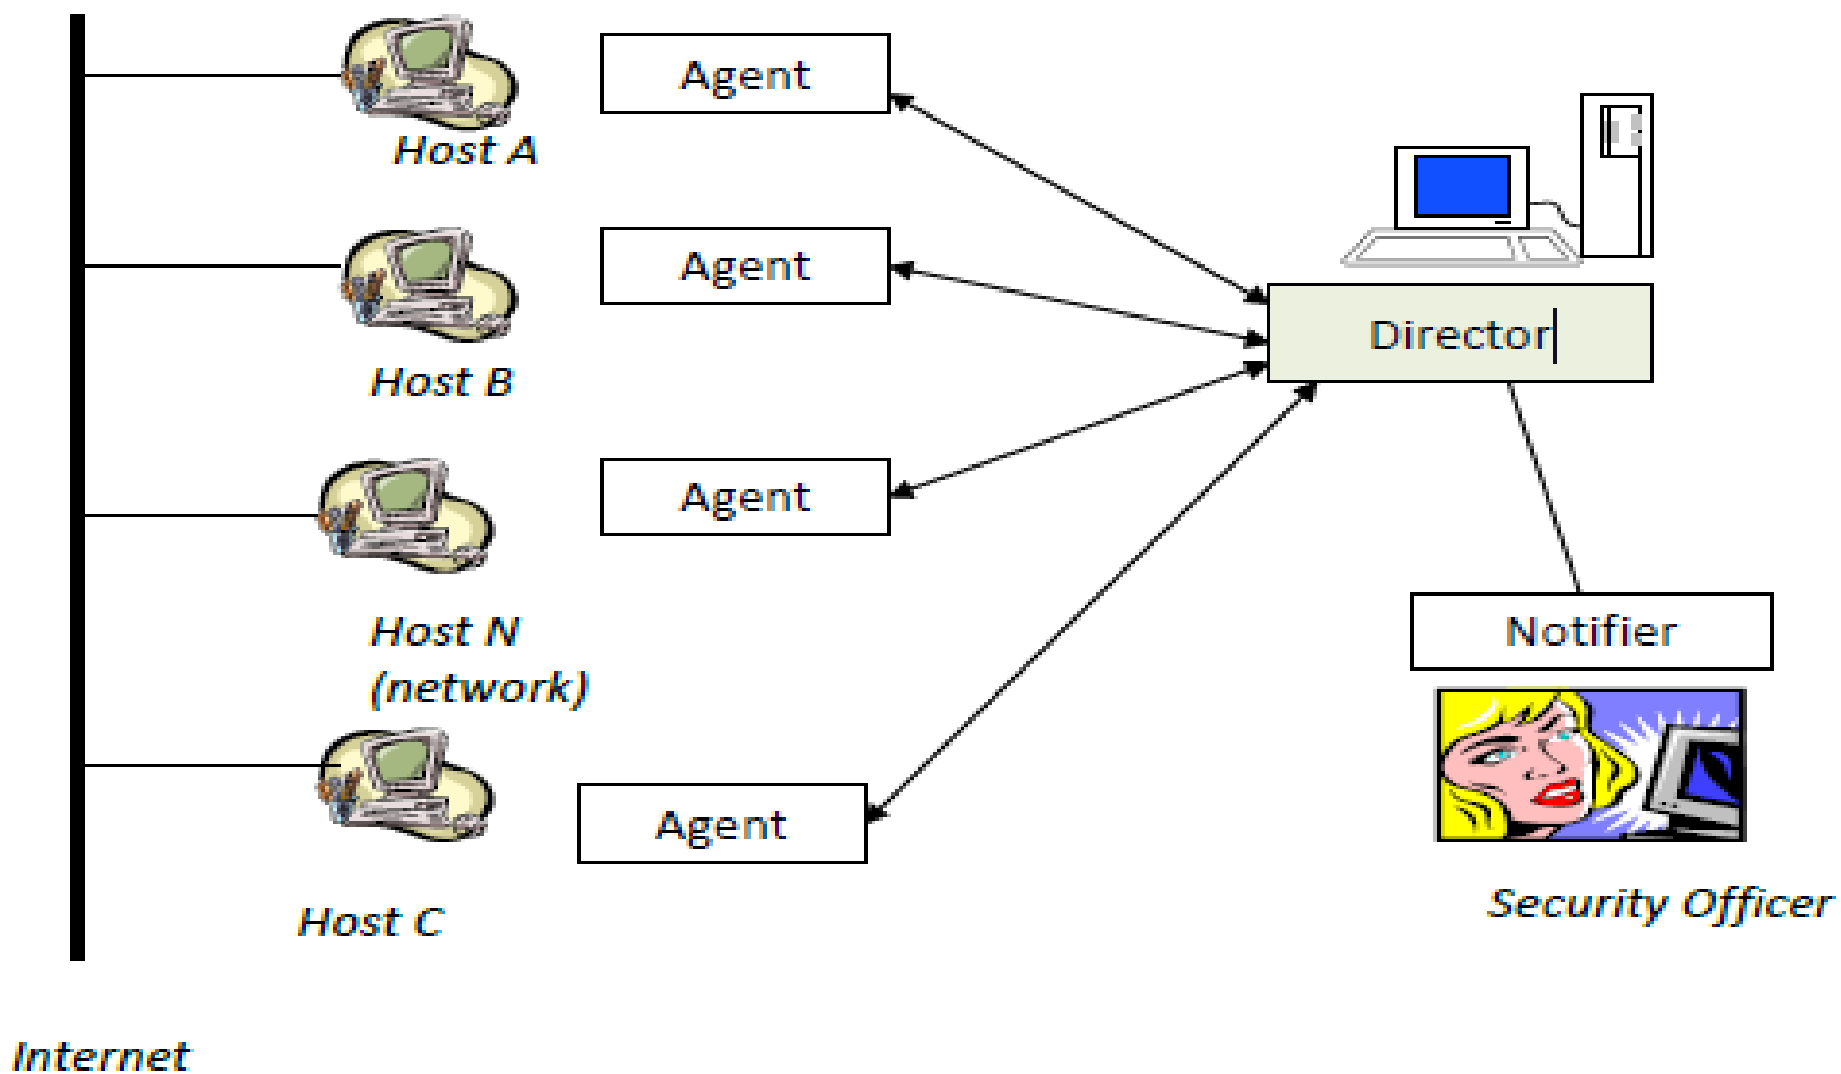 Agent
Host A
Agent
Director
Host B
Agent
Notifier
Host N
(network)
Agent
Security Officer
Host C
Internet